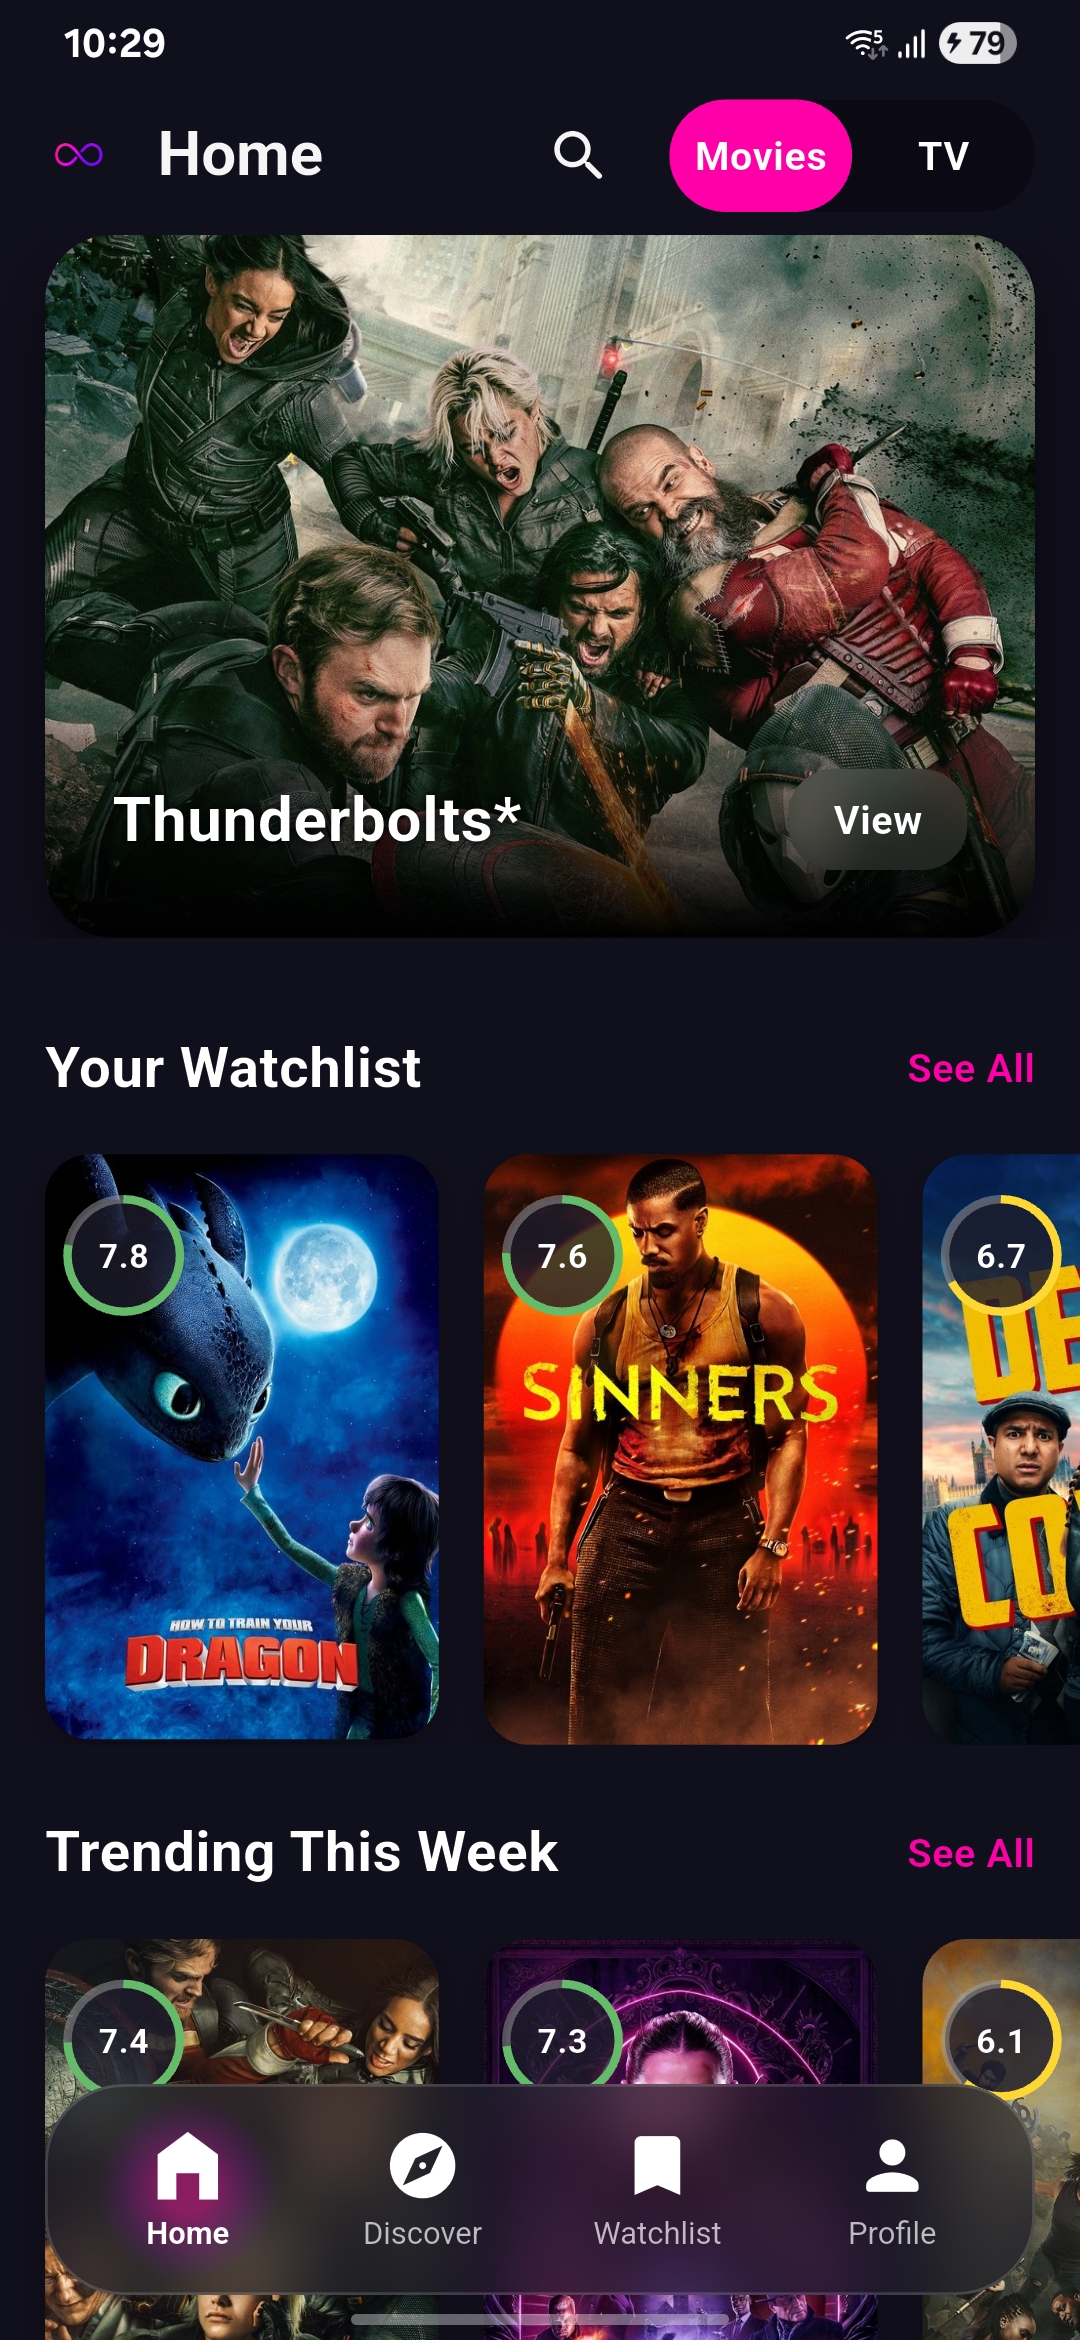 10:29
5
79
Home
Movies
TV
Thunderbolts*
View
Your Watchlist
See All
7.8
7.6
6.7
SINNERS
HOW TO TRAIN YOUR
DRAGON
Trending This Week
See All
7.4
7.3
6.1
Home
Discover
Watchlist
Profile